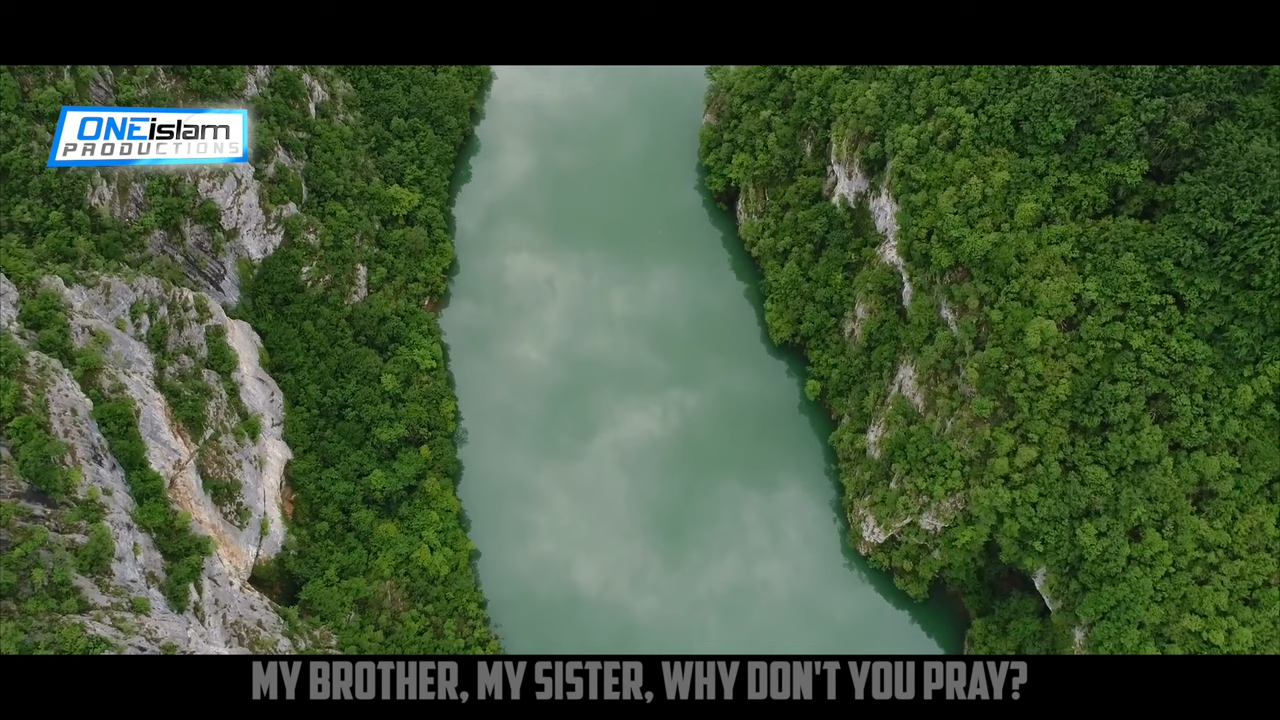 ONEislam
PRODUCTIONS
MY BROTHER, MY SISTER, WHY DON'T YOU PRAY?